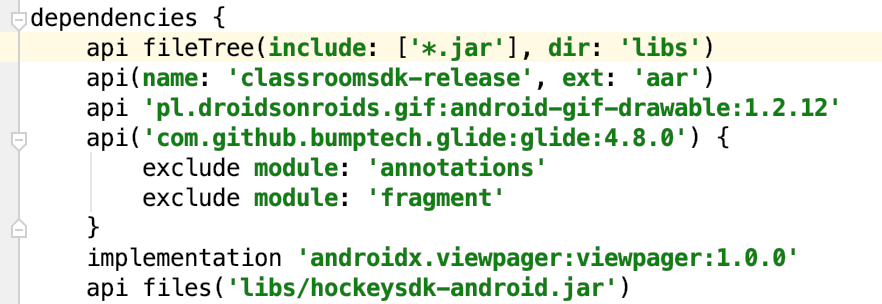 dependencies {
    api fileTree(include: ['*.jar'], dir: 'libs')
    api(name: 'classroomsdk-release', ext: 'aar')
    api 'pl.droidsonroids.gif:android-gif-drawable:1.2.12'
    api('com.github.bumptech.glide:glide:4.8.0') {
        exclude module: 'annotations'
        exclude module: 'fragment'
    }
    implementation 'androidx.viewpager:viewpager:1.0.0'
    api files('libs/hockeysdk-android.jar')